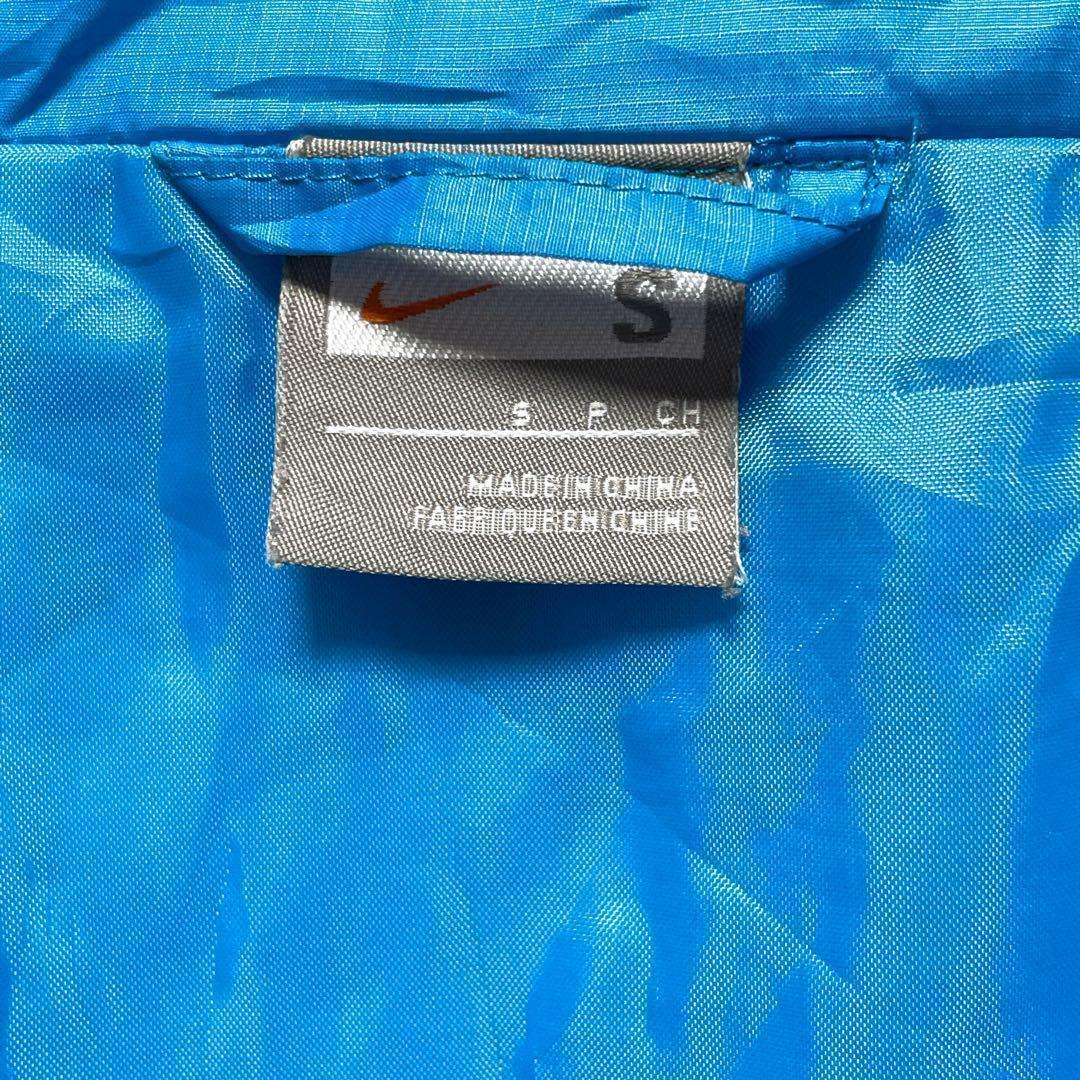 S
S P CH
MADE IN CHINA
FABRIQUE EN CHINE